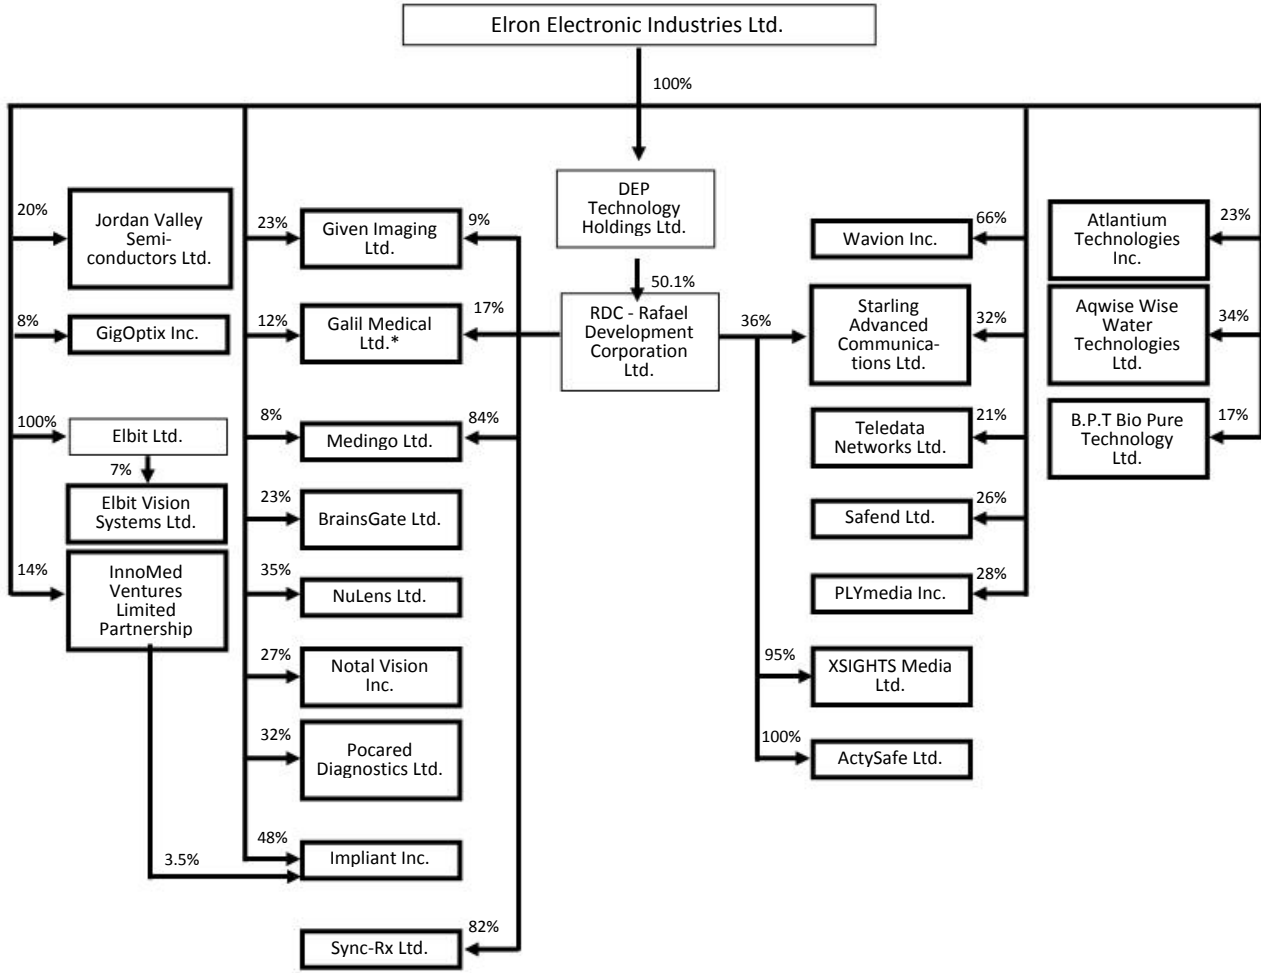 Elron Electronic Industries Ltd.
100%
DEP
Technology
Holdings Ltd.
50.1%
RDC - Rafael
Development
Corporation
Ltd.
20%
Jordan Valley
Semi-
conductors Ltd.
8%
GigOptix Inc.
100%
Elbit Ltd.
7%
Elbit Vision
Systems Ltd.
14%
InnoMed
Ventures
Limited
Partnership
3.5%
23%
Given Imaging
Ltd.
9%
12%
Galil Medical
Ltd.*
17%
8%
Medingo Ltd.
84%
23%
BrainsGate Ltd.
35%
NuLens Ltd.
27%
Notal Vision
Inc.
32%
Pocared
Diagnostics Ltd.
48%
Impliant Inc.
Sync-Rx Ltd.
82%
Wavion Inc.
66%
36%
Starling
Advanced
Communica-
tions Ltd.
32%
Teledata
Networks Ltd.
21%
Safend Ltd.
26%
PLYmedia Inc.
28%
95%
XSIGHTS Media
Ltd.
100%
ActySafe Ltd.
Atlantium
Technologies
Inc.
23%
Aqwise Wise
Water
Technologies
Ltd.
34%
B.P.T Bio Pure
Technology
Ltd.
17%